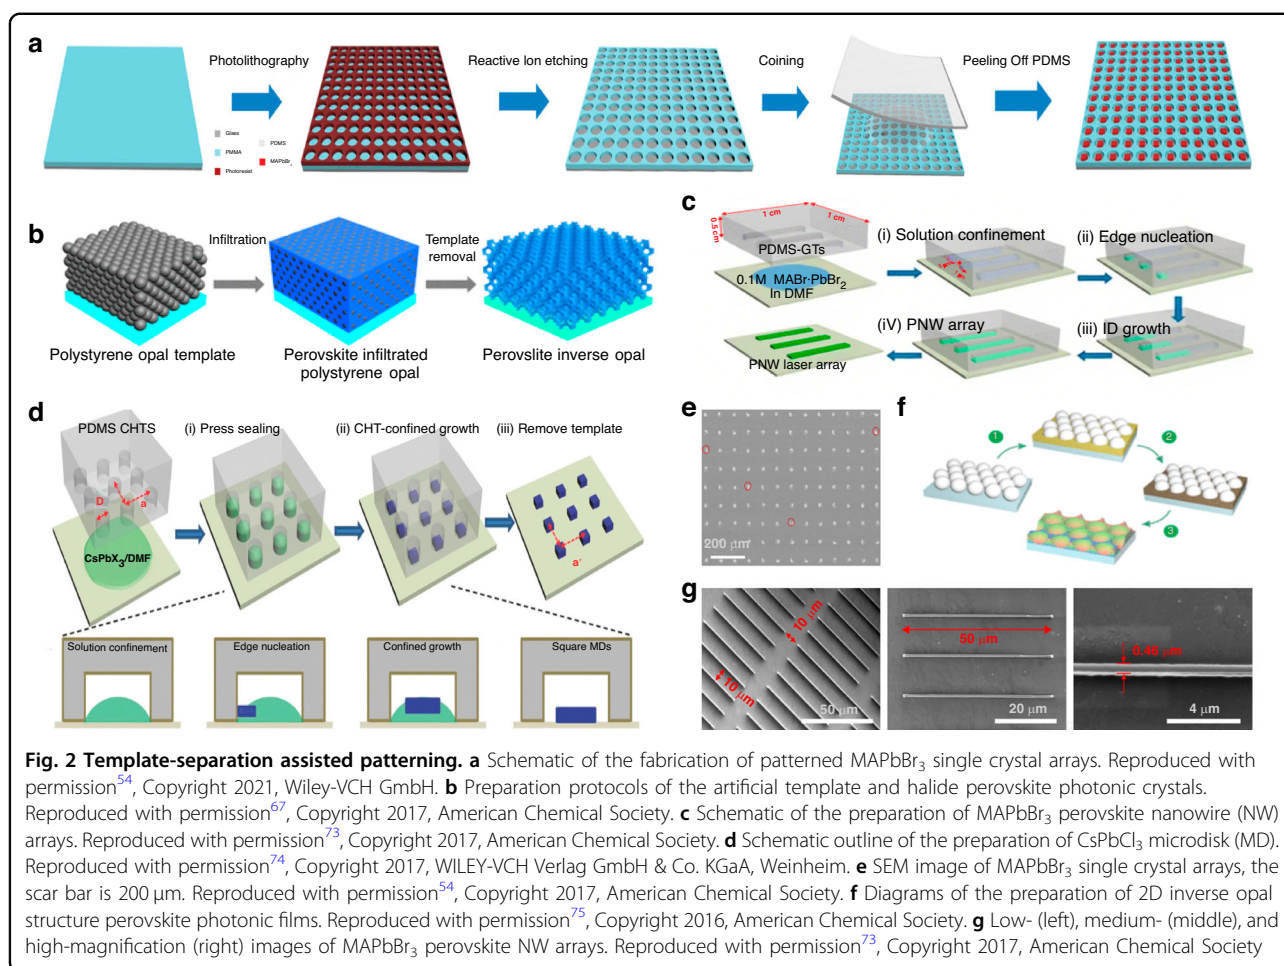 a
Photolithography
Reactive Ion etching
Coining
Peeling Off PDMS
Glass
PDMS
PMMA
MAPbBr
Photoresist
b
Infiltration
Template
removal
Polystyrene opal template
Perovskite infiltrated
polystyrene opal
Perovslite inverse opal
c
1 cm
1 cm
0.5 cm
PDMS-GTs
0.1M MABr·PbBr2
In DMF
(i) Solution confinement
(ii) Edge nucleation
(iV) PNW array
(iii) ID growth
PNW laser array
d
PDMS CHTS
(i) Press sealing
(ii) CHT-confined growth
(iii) Remove template
D
a
CsPbX3/DMF
a'
Solution confinement
Edge nucleation
Confined growth
Square MDs
e
200 μm
f
1
2
3
g
10 μm
10 μm
50 μm
50 μm
20 μm
0.46 μm
4 μm
Fig. 2 Template-separation assisted patterning. a Schematic of the fabrication of patterned MAPbBr3 single crystal arrays. Reproduced with
permission54, Copyright 2021, Wiley-VCH GmbH. b Preparation protocols of the artificial template and halide perovskite photonic crystals.
Reproduced with permission67, Copyright 2017, American Chemical Society. c Schematic of the preparation of MAPbBr3 perovskite nanowire (NW)
arrays. Reproduced with permission73, Copyright 2017, American Chemical Society. d Schematic outline of the preparation of CsPbCl3 microdisk (MD).
Reproduced with permission74, Copyright 2017, WILEY-VCH Verlag GmbH & Co. KGaA, Weinheim. e SEM image of MAPbBr3 single crystal arrays, the
scar bar is 200 μm. Reproduced with permission54, Copyright 2017, American Chemical Society. f Diagrams of the preparation of 2D inverse opal
structure perovskite photonic films. Reproduced with permission75, Copyright 2016, American Chemical Society. g Low- (left), medium- (middle), and
high-magnification (right) images of MAPbBr3 perovskite NW arrays. Reproduced with permission73, Copyright 2017, American Chemical Society